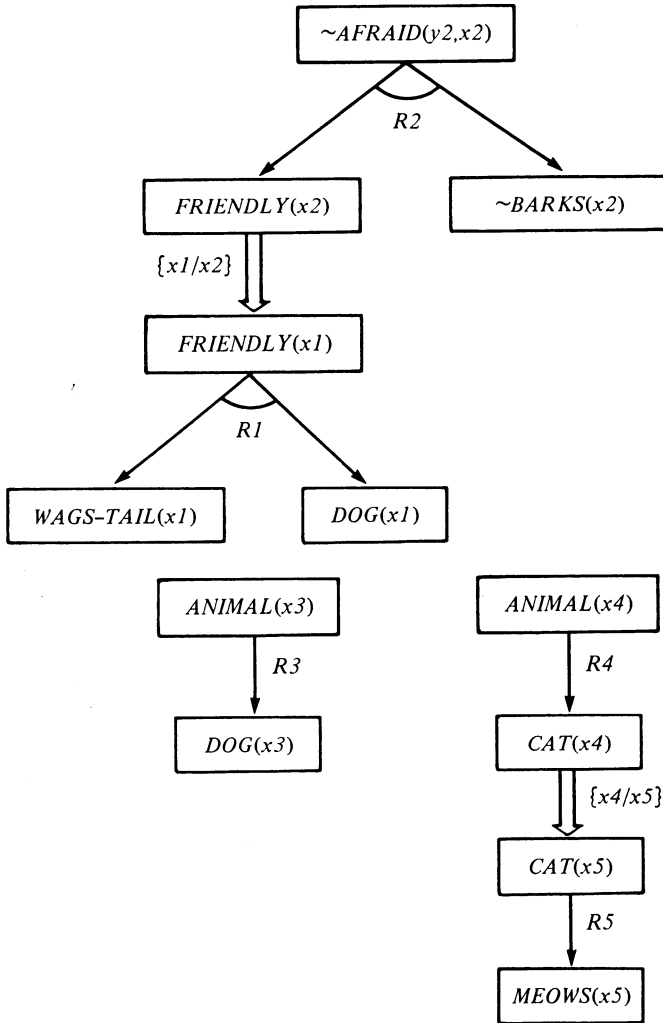 ~AFRAID(y2,x2)
R2
FRIENDLY(x2)
~BARKS(x2)
{x1/x2}
FRIENDLY(x1)
R1
WAGS–TAIL(x1)
DOG(x1)
ANIMAL(x3)
ANIMAL(x4)
R3
R4
DOG(x3)
CAT(x4)
{x4/x5}
CAT(x5)
R5
MEOWS(x5)